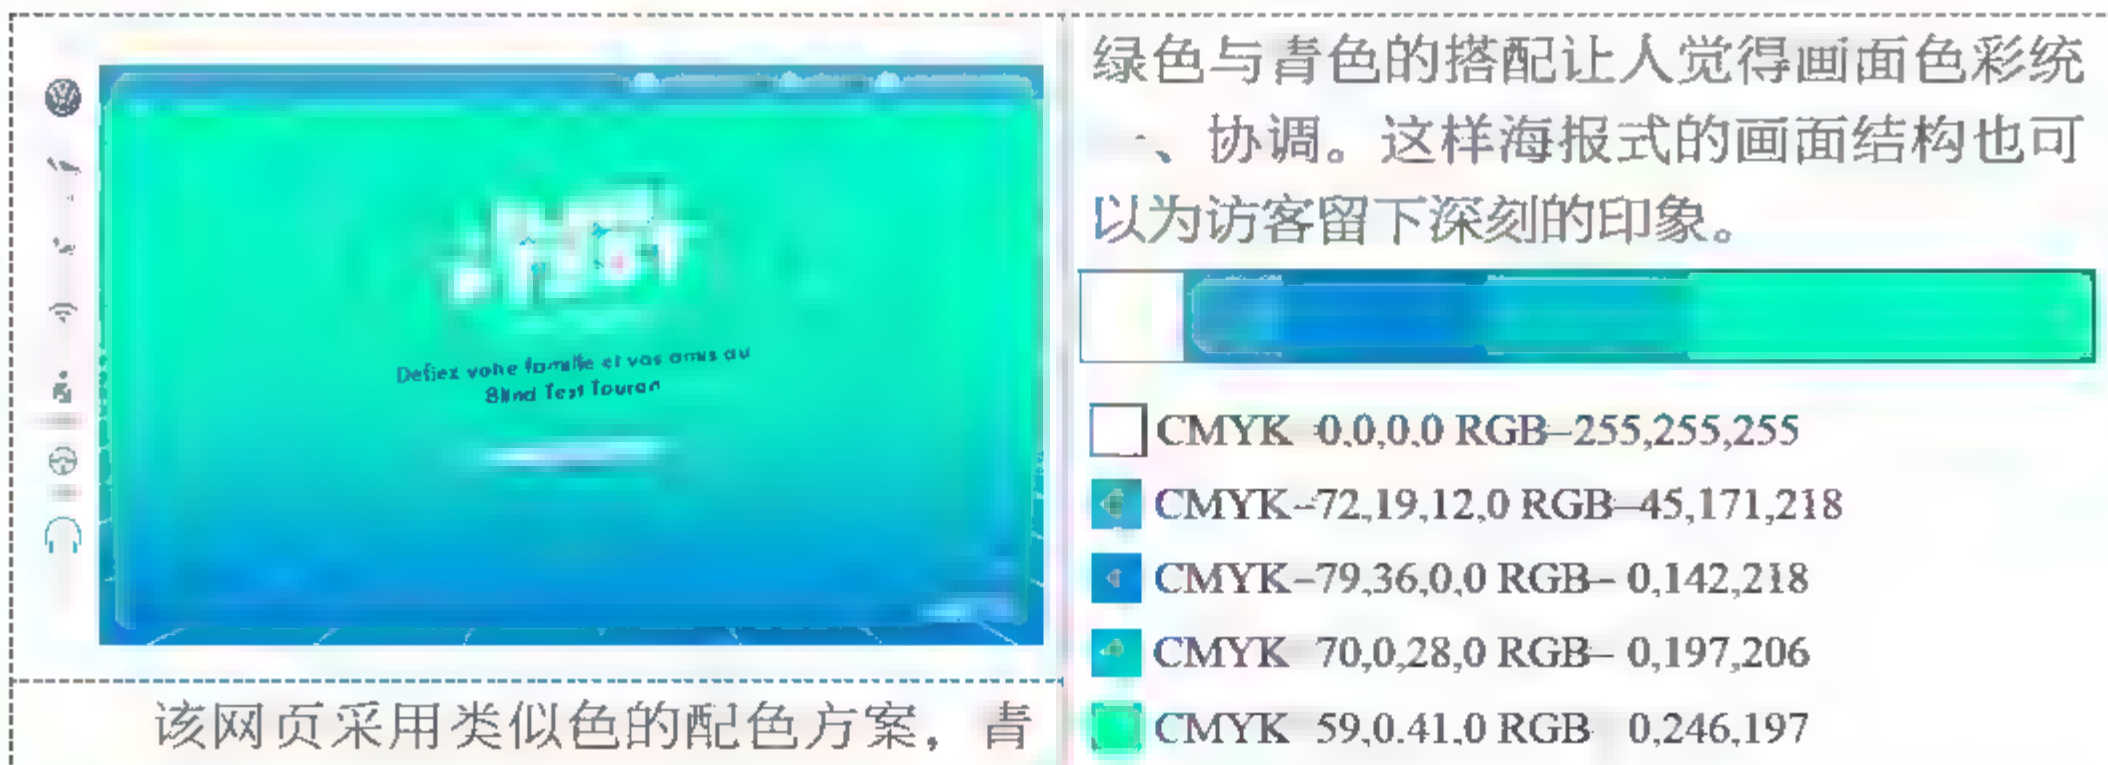 Defiez votre famille et vos amis au
Blind Test Touran
该网页采用类似色的配色方案，青
绿色与青色的搭配让人觉得画面色彩统
一、协调。这样海报式的画面结构也可
以为访客留下深刻的印象。
CMYK=0,0,0,0 RGB=255,255,255
CMYK=72,19,12,0 RGB=45,171,218
CMYK=79,36,0,0 RGB= 0,142,218
CMYK=70,0,28,0 RGB= 0,197,206
CMYK=59,0.41,0 RGB= 0,246,197